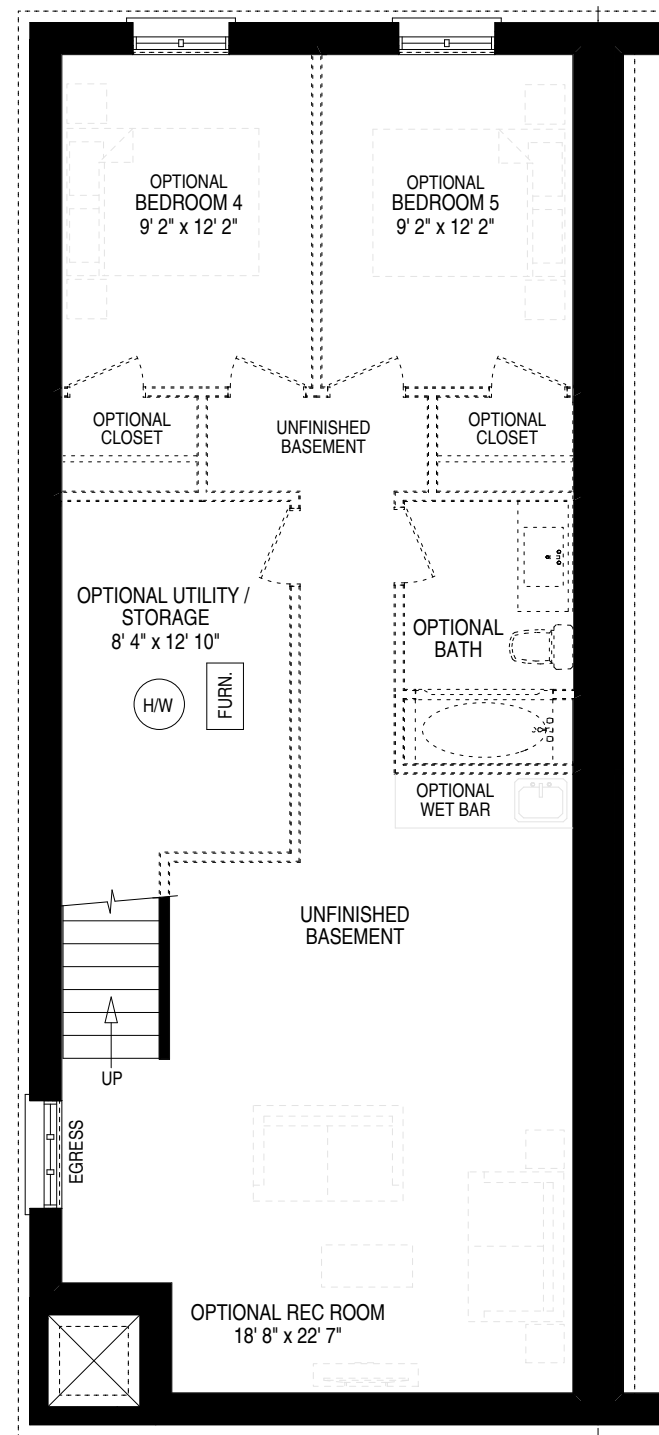 OPTIONAL
BEDROOM 4
9' 2" x 12' 2"
OPTIONAL
BEDROOM 5
9' 2" x 12' 2"
OPTIONAL
CLOSET
UNFINISHED
BASEMENT
OPTIONAL
CLOSET
OPTIONAL UTILITY /
STORAGE
8' 4" x 12' 10"
H/W
FURN.
OPTIONAL
BATH
OPTIONAL
WET BAR
UNFINISHED
BASEMENT
UP
EGRESS
OPTIONAL REC ROOM
18' 8" x 22' 7"